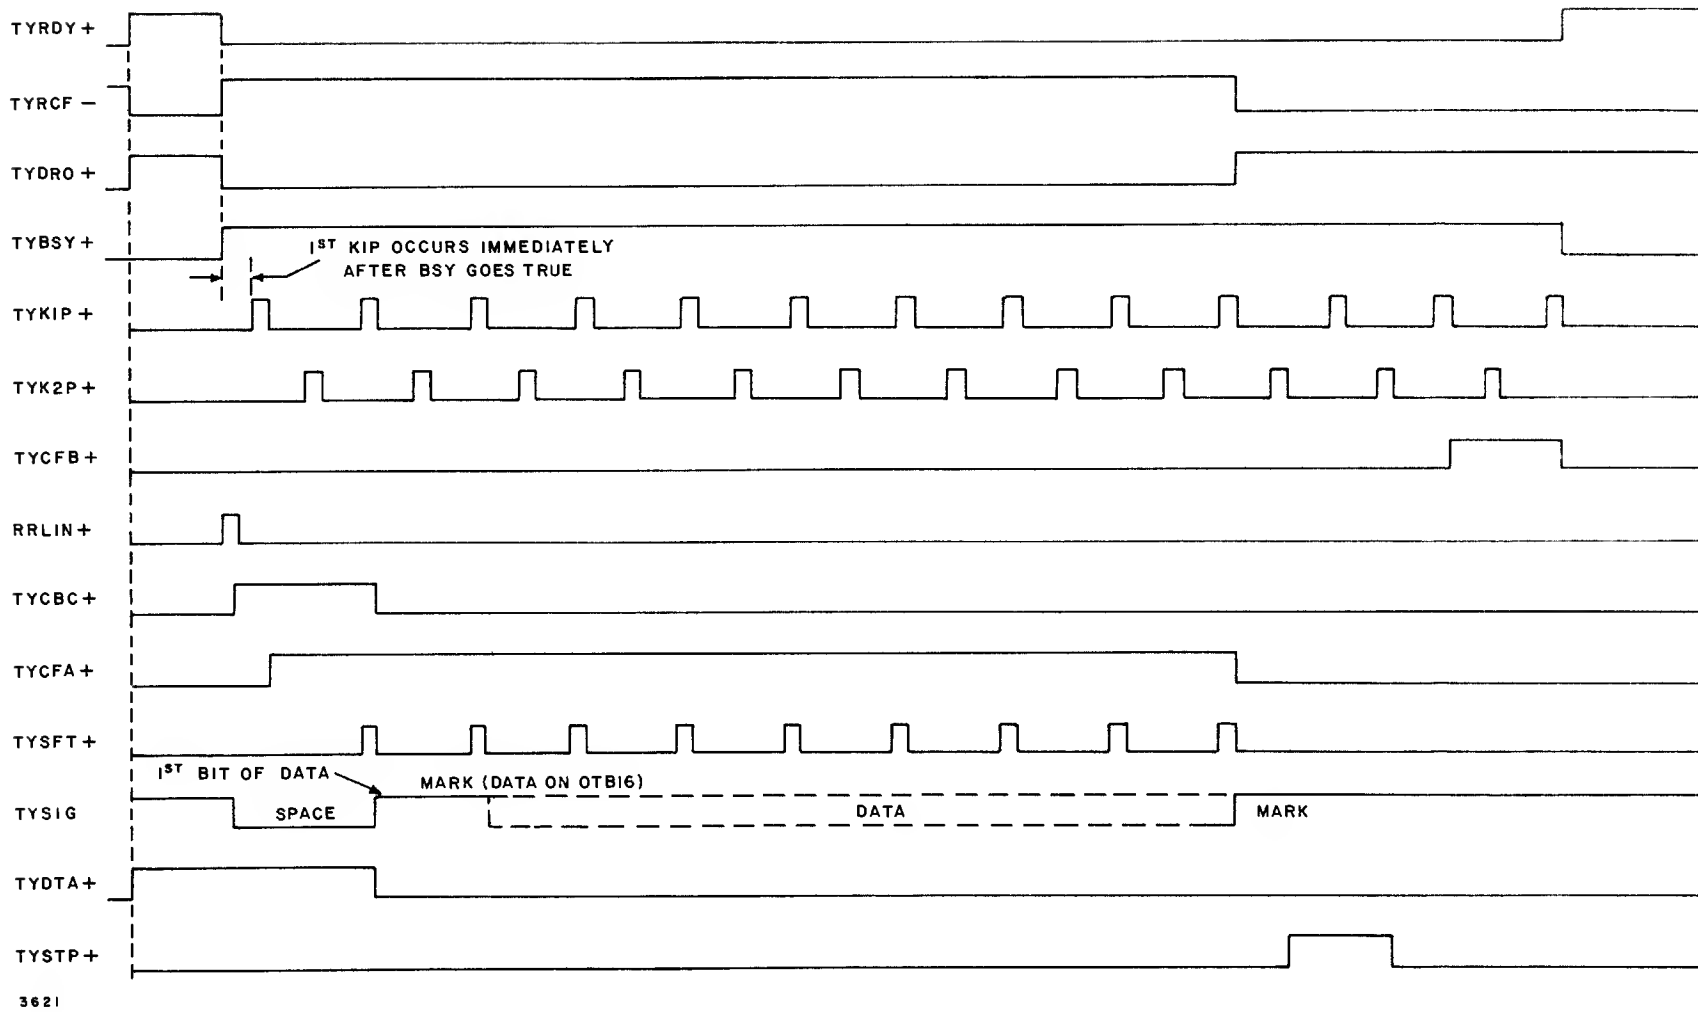 TYRDY+
TYRCF −
TYDRO +
TYBSY+
1ST KIP OCCURS IMMEDIATELY
AFTER BSY GOES TRUE
TYKIP +
TYK2P+
TYCFB +
RRLIN+
TYCBC+
TYCFA+
TYSFT+
1ST BIT OF DATA
MARK (DATA ON OTB16)
TYSIG
SPACE
DATA
MARK
TYDTA+
TYSTP+
3621